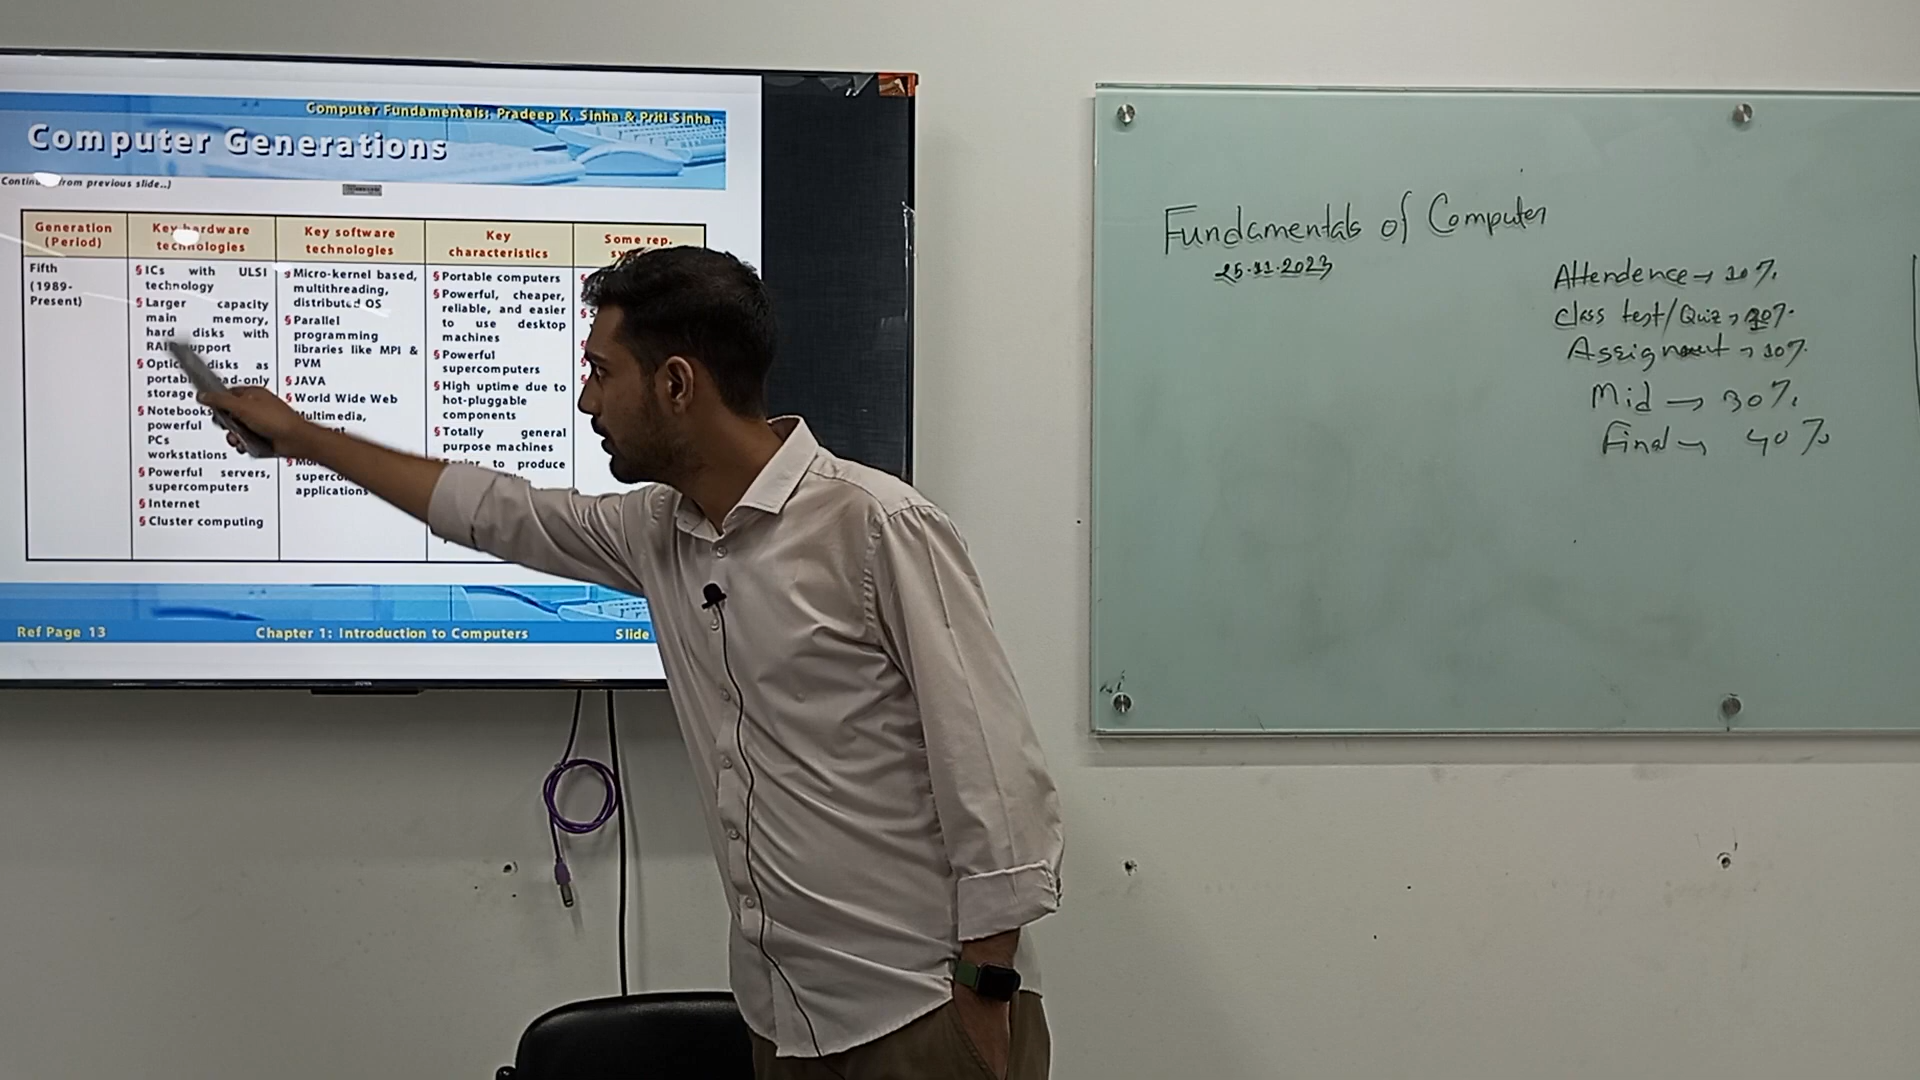 Computer Fundamentals: Pradeep K. Sinha & Priti Sinha
Computer Generations
from previous slide..)
Generation (Period)
Key hardware technologies
Key software technologies
Key characteristics
Some rep.
Fifth
(1989-
Present)
§ ICs with ULSI
technology
§ Larger capacity
main memory,
hard disks with
RAID support
§ Optical disks as
storage
§ Notebooks
powerful
PCs
workstations
§ Powerful servers,
supercomputers
§ Internet
§ Cluster computing
§ Micro-kernel based,
multithreading,
distributed OS
§ Parallel
programming
libraries like MPI &
PVM
§ JAVA
§ World Wide Web
Multimedia,
applications
§ Portable computers
§ Powerful, cheaper,
reliable, and easier
to use desktop
machines
§ Powerful
supercomputers
§ High uptime due to
hot-pluggable
components
§ Totally general
purpose machines
to produce
Ref Page 13
Chapter 1: Introduction to Computers
Slide
Fundamentals of Computer
25.11.2023
Attendence → 10%
Class test/Quiz → 10%
Assignment → 10%
Mid → 30%
Final → 40%